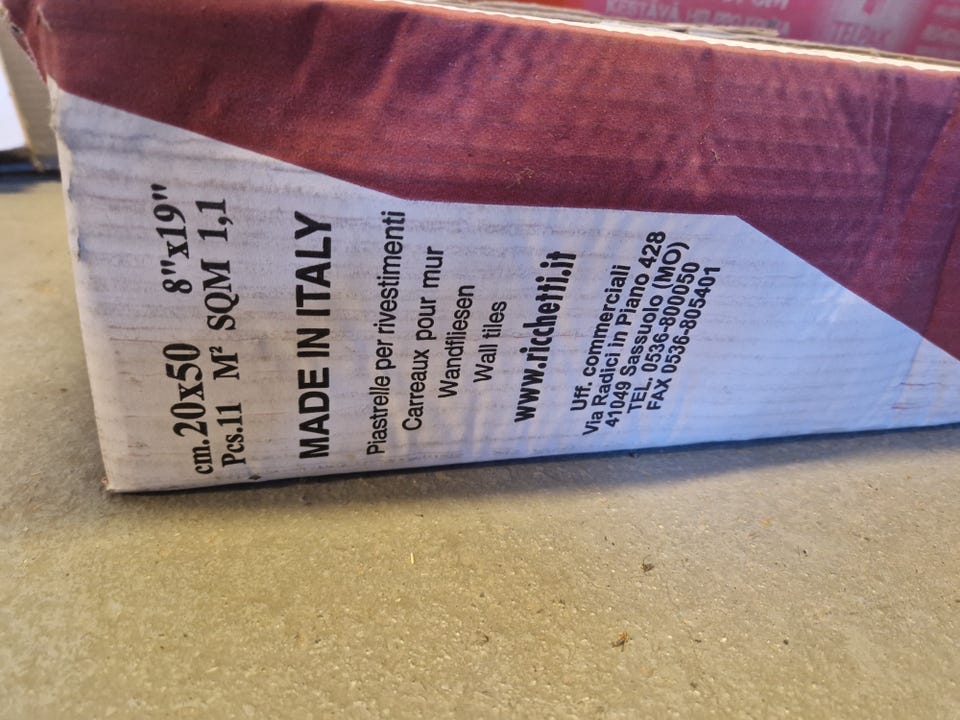 cm.20x50 8"x19"
Pcs.11 M² SQM 1,1
MADE IN ITALY
Piastrelle per rivestimenti
Carreaux pour mur
Wandfliesen
Wall tiles
www.ricchetti.it
Uff. commerciali
Via Radici in Piano 428
41049 Sassuolo (MO)
TEL. 0536-800050
FAX 0536-805401
KESTÄVÄ
TELPAK